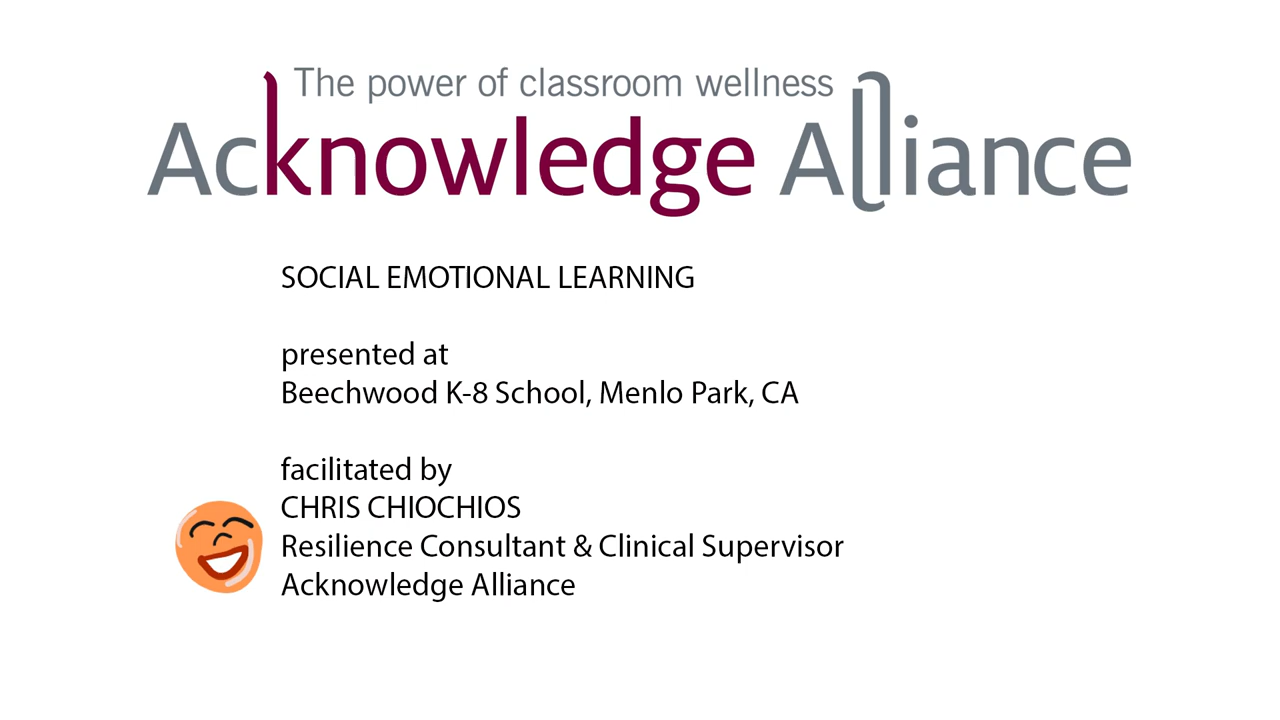 The power of classroom wellness
Acknowledge Alliance
SOCIAL EMOTIONAL LEARNING
presented at
Beechwood K-8 School, Menlo Park, CA
facilitated by
CHRIS CHIOCHIOS
Resilience Consultant & Clinical Supervisor
Acknowledge Alliance